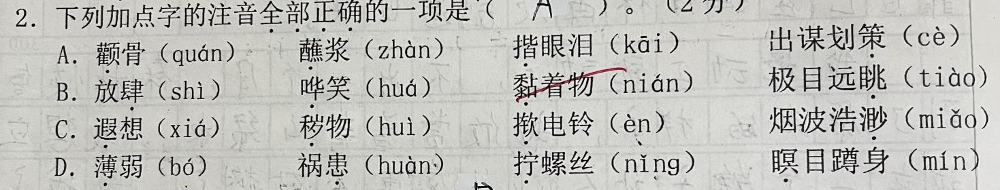 2. 下列加点字的注音全部正确的一项是（ A ）。（2分）
A. 颧骨（quán） 蘸浆（zhàn） 揩眼泪（kāi） 出谋划策（cè）
B. 放肆（shì） 哗笑（huá） 黏着物（nián） 极目远眺（tiào）
C. 遐想（xiá） 秽物（huì） 揿电铃（èn） 烟波浩渺（miǎo）
D. 薄弱（bó） 祸患（huàn） 拧螺丝（nǐng） 瞑目蹲身（mín）